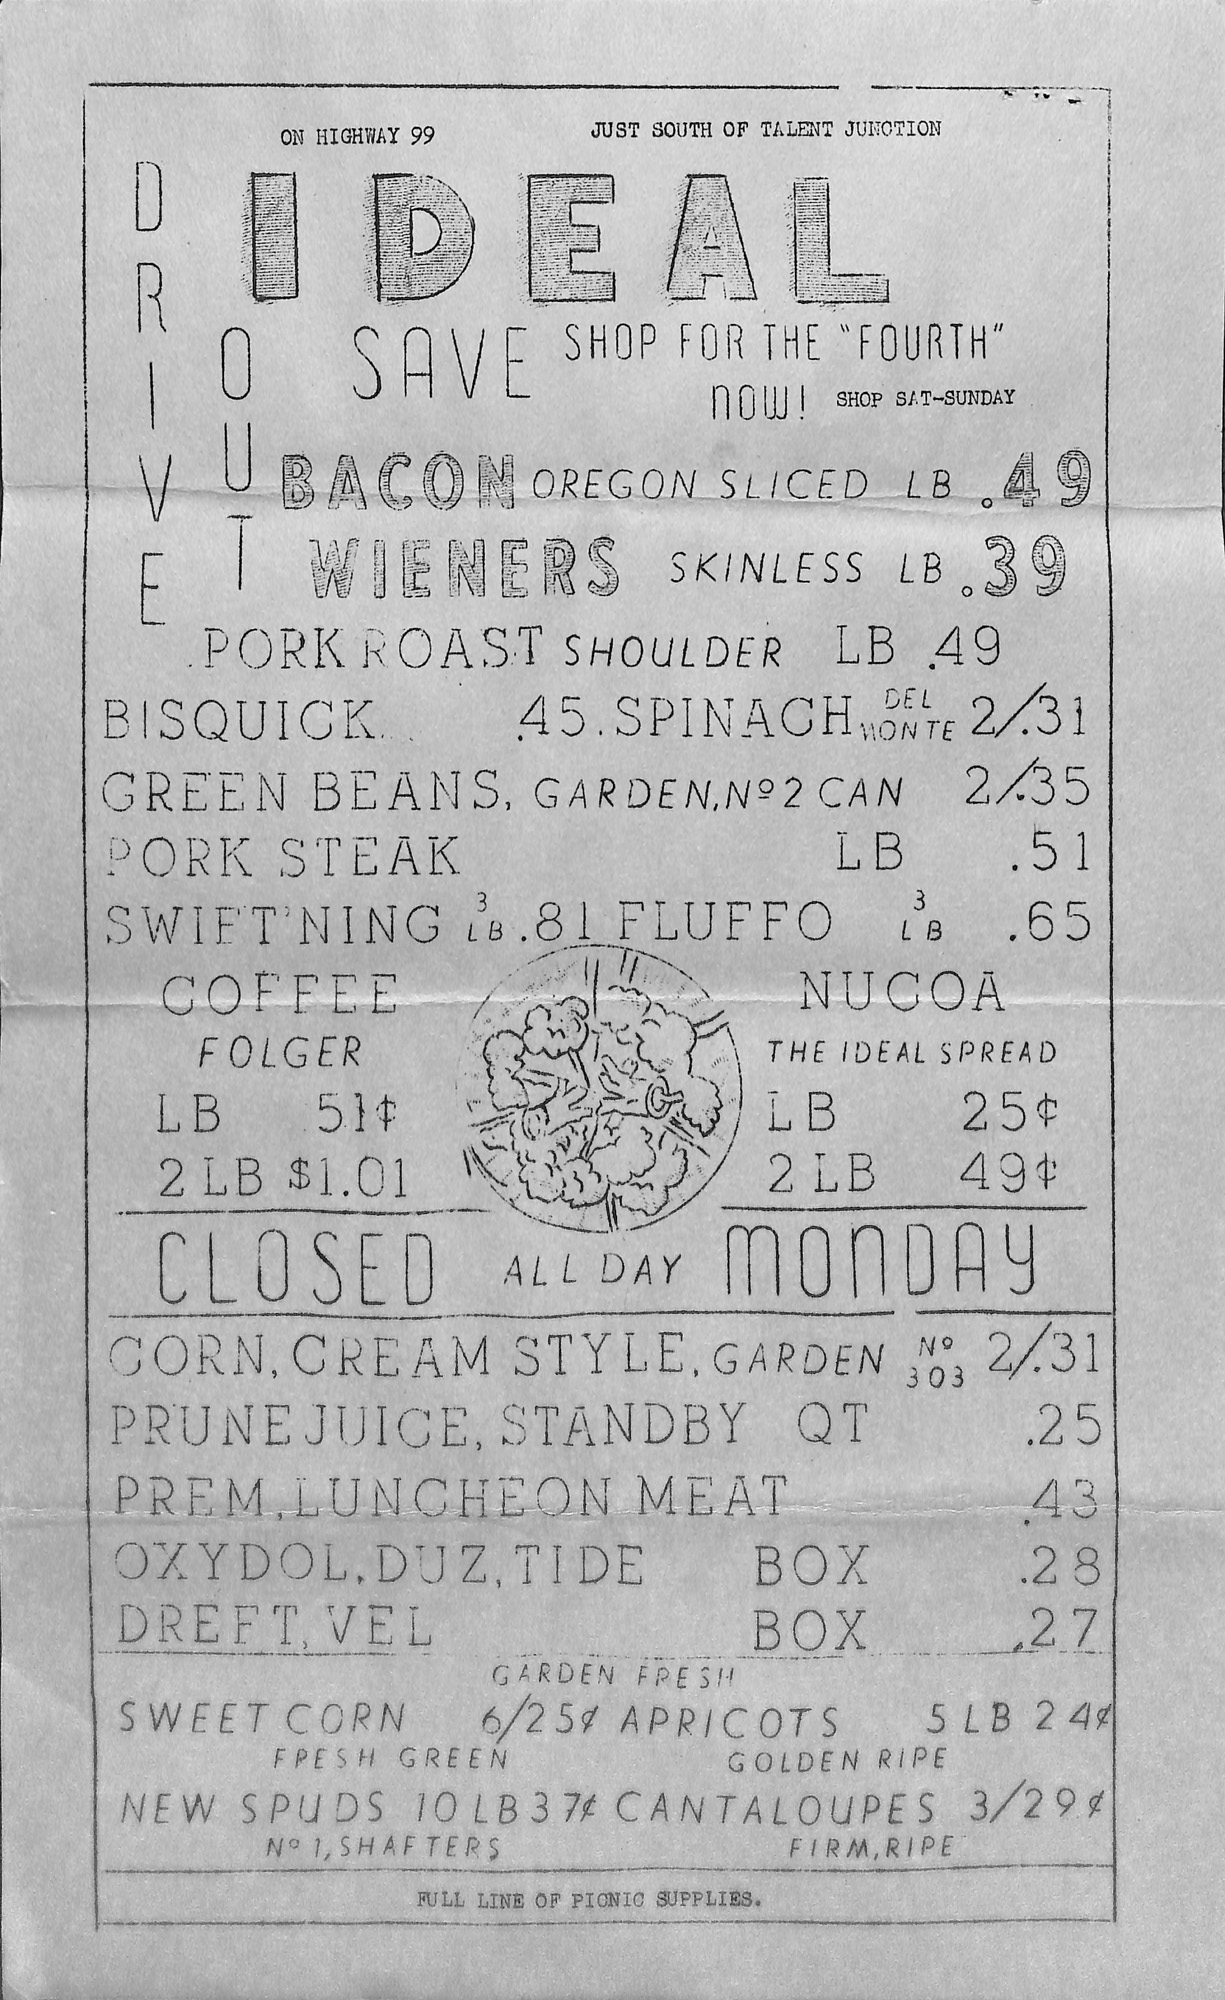 ON HIGHWAY 99 JUST SOUTH OF TALENT JUNCTION
DRIVE OUT
IDEAL
SAVE SHOP FOR THE "FOURTH"
NOW! SHOP SAT-SUNDAY
BACON OREGON SLICED LB .49
WIENERS SKINLESS LB .39
PORK ROAST SHOULDER LB .49
BISQUICK .45. SPINACH DEL MONTE 2/.31
GREEN BEANS, GARDEN, Nº 2 CAN 2/.35
PORK STEAK LB .51
SWIFT'NING 3 LB .81 FLUFFO 3 LB .65
COFFEE
FOLGER
LB 51¢
2 LB $1.01
NUCOA
THE IDEAL SPREAD
LB 25¢
2 LB 49¢
CLOSED ALL DAY MONDAY
CORN, CREAM STYLE, GARDEN Nº 303 2/.31
PRUNE JUICE, STANDBY QT .25
PREM, LUNCHEON MEAT .43
OXYDOL, DUZ, TIDE BOX .28
DREFT, VEL BOX .27
GARDEN FRESH
SWEET CORN 6/25¢ APRICOTS 5 LB 24¢
FRESH GREEN GOLDEN RIPE
NEW SPUDS 10 LB 37¢ CANTALOUPES 3/29¢
Nº 1, SHAFTERS FIRM, RIPE
FULL LINE OF PICNIC SUPPLIES.